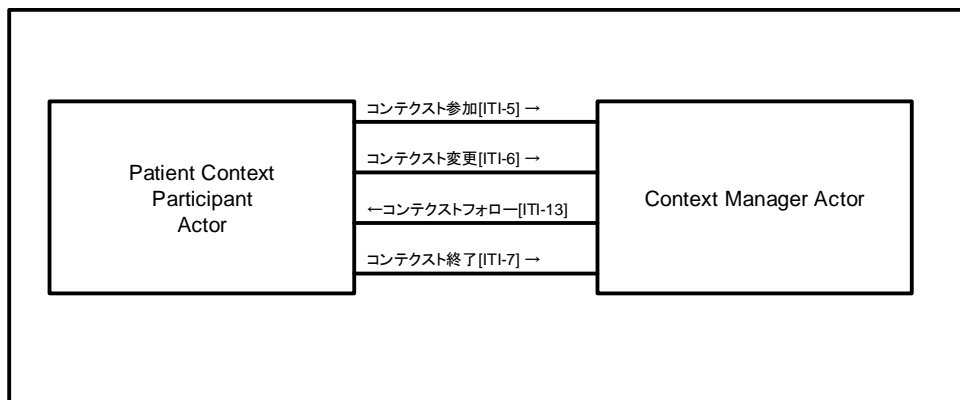 コンテクスト参加[ITI-5] →
コンテクスト変更[ITI-6] →
Patient Context
Participant
Actor
Context Manager Actor
←コンテクストフォロー[ITI-13]
コンテクスト終了[ITI-7] →